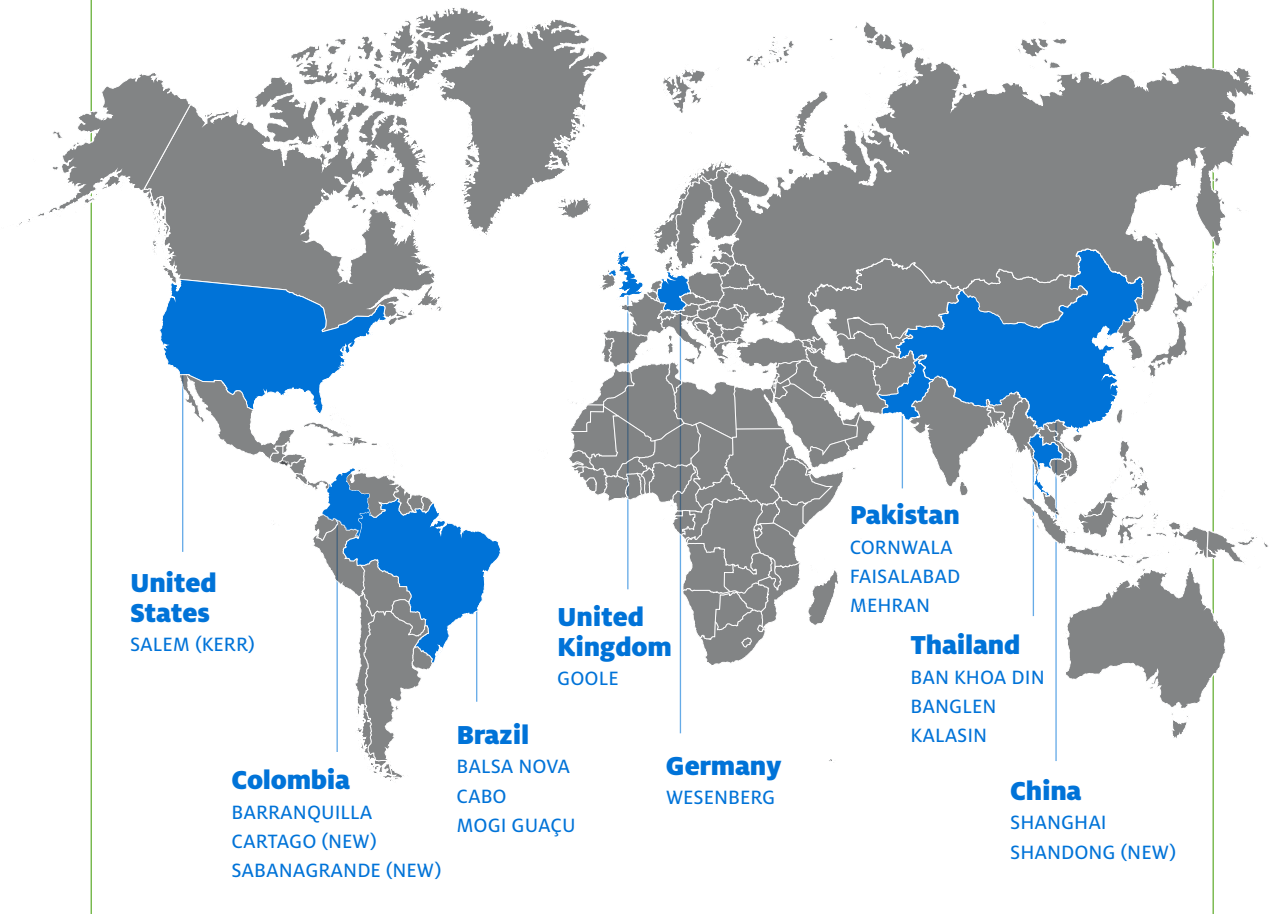 United
States
SALEM (KERR)
Colombia
BARRANQUILLA
CARTAGO (NEW)
SABANAGRANDE (NEW)
Brazil
BALSA NOVA
CABO
MOGI GUAÇU
United
Kingdom
GOOLE
Germany
WESENBERG
Pakistan
CORNWALA
FAISALABAD
MEHRAN
Thailand
BAN KHOA DIN
BANGLEN
KALASIN
China
SHANGHAI
SHANDONG (NEW)